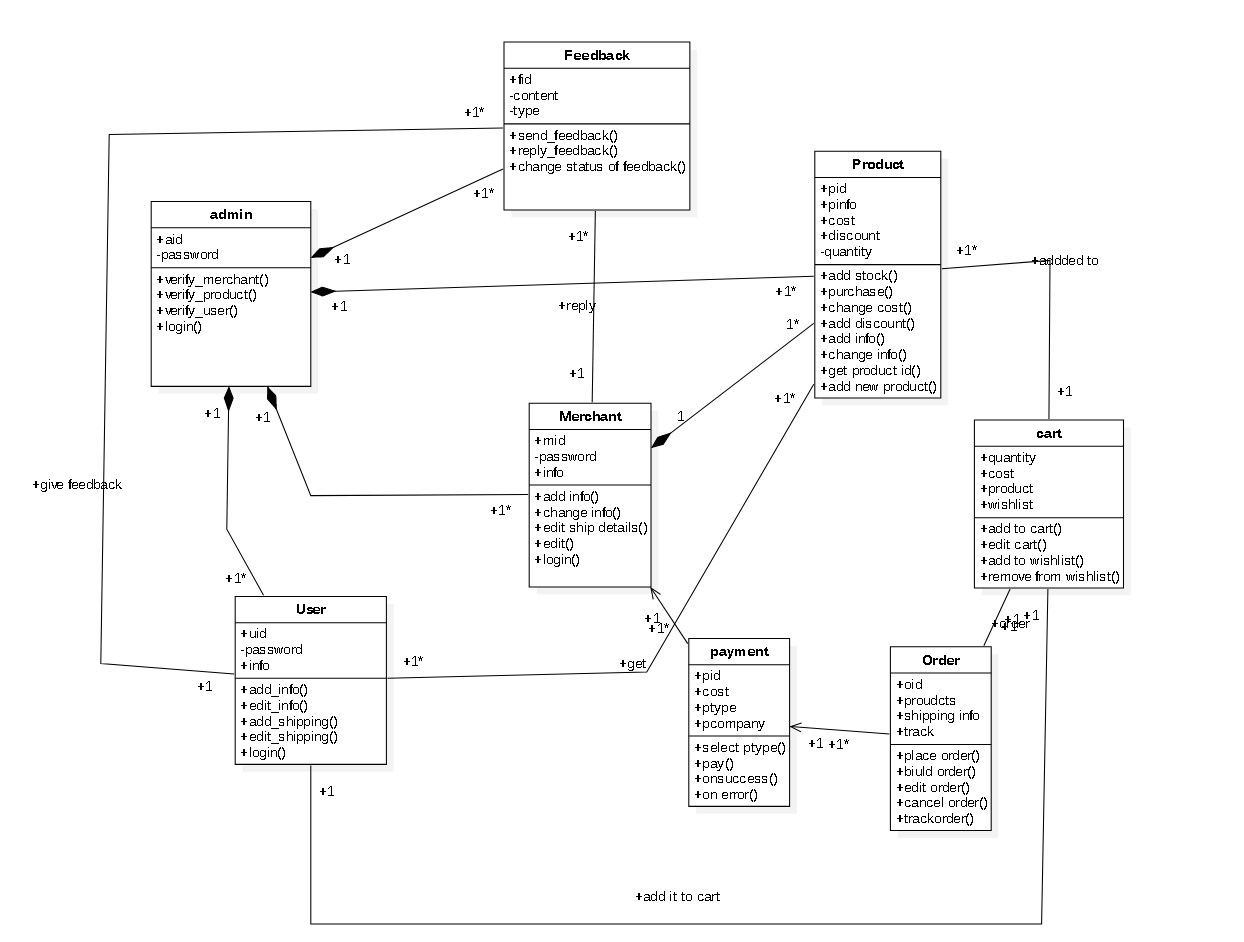 Feedback
+fid
-content
-type
+send_feedback()
+reply_feedback()
+change status of feedback()
+1*
+1*
+1
+1*
Product
+pid
+pinfo
+cost
+discount
-quantity
+add stock()
+purchase()
+change cost()
+add discount()
+add info()
+change info()
+get product id()
+add new product()
admin
+aid
-password
+verify_merchant()
+verify_product()
+verify_user()
+login()
+1*
+addded to
+1
+1*
+reply
1*
+1
+1
+1*
+1
+1
+1
1
Merchant
+mid
-password
+info
+add info()
+change info()
+edit ship details()
+edit()
+login()
cart
+quantity
+cost
+product
+wishlist
+add to cart()
+edit cart()
+add to wishlist()
+remove from wishlist()
+give feedback
+1*
+1*
User
+uid
-password
+info
+add_info()
+edit_info()
+add_shipping()
+edit_shipping()
+login()
+1
+1*
+1
+1
+order
+1
+1*
+get
+1
payment
+pid
+cost
+ptype
+pcompany
+select ptype()
+pay()
+onsuccess()
+on error()
Order
+oid
+proudcts
+shipping info
+track
+place order()
+biuld order()
+edit order()
+cancel order()
+trackorder()
+1 +1*
+1
+add it to cart